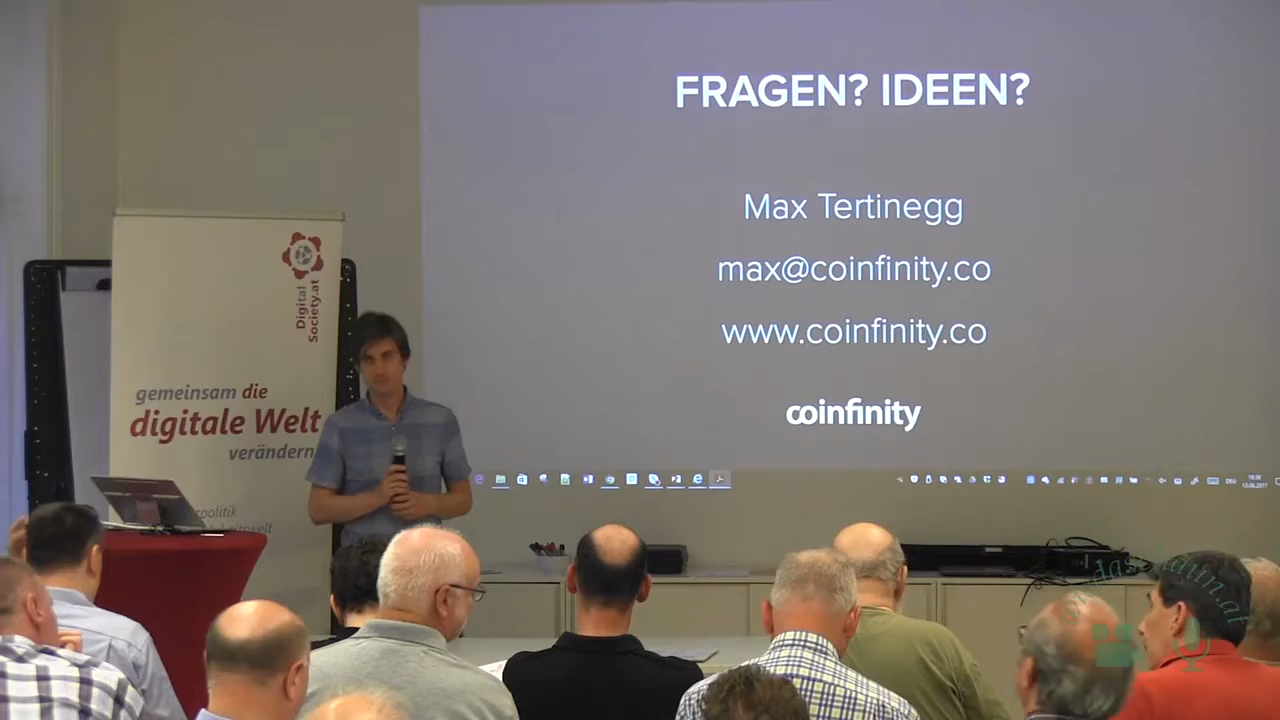 FRAGEN? IDEEN?
Max Tertinegg
max@coinfinity.co
www.coinfinity.co
coinfinity
Digital
Society.at
gemeinsam die
digitale Welt
verändern